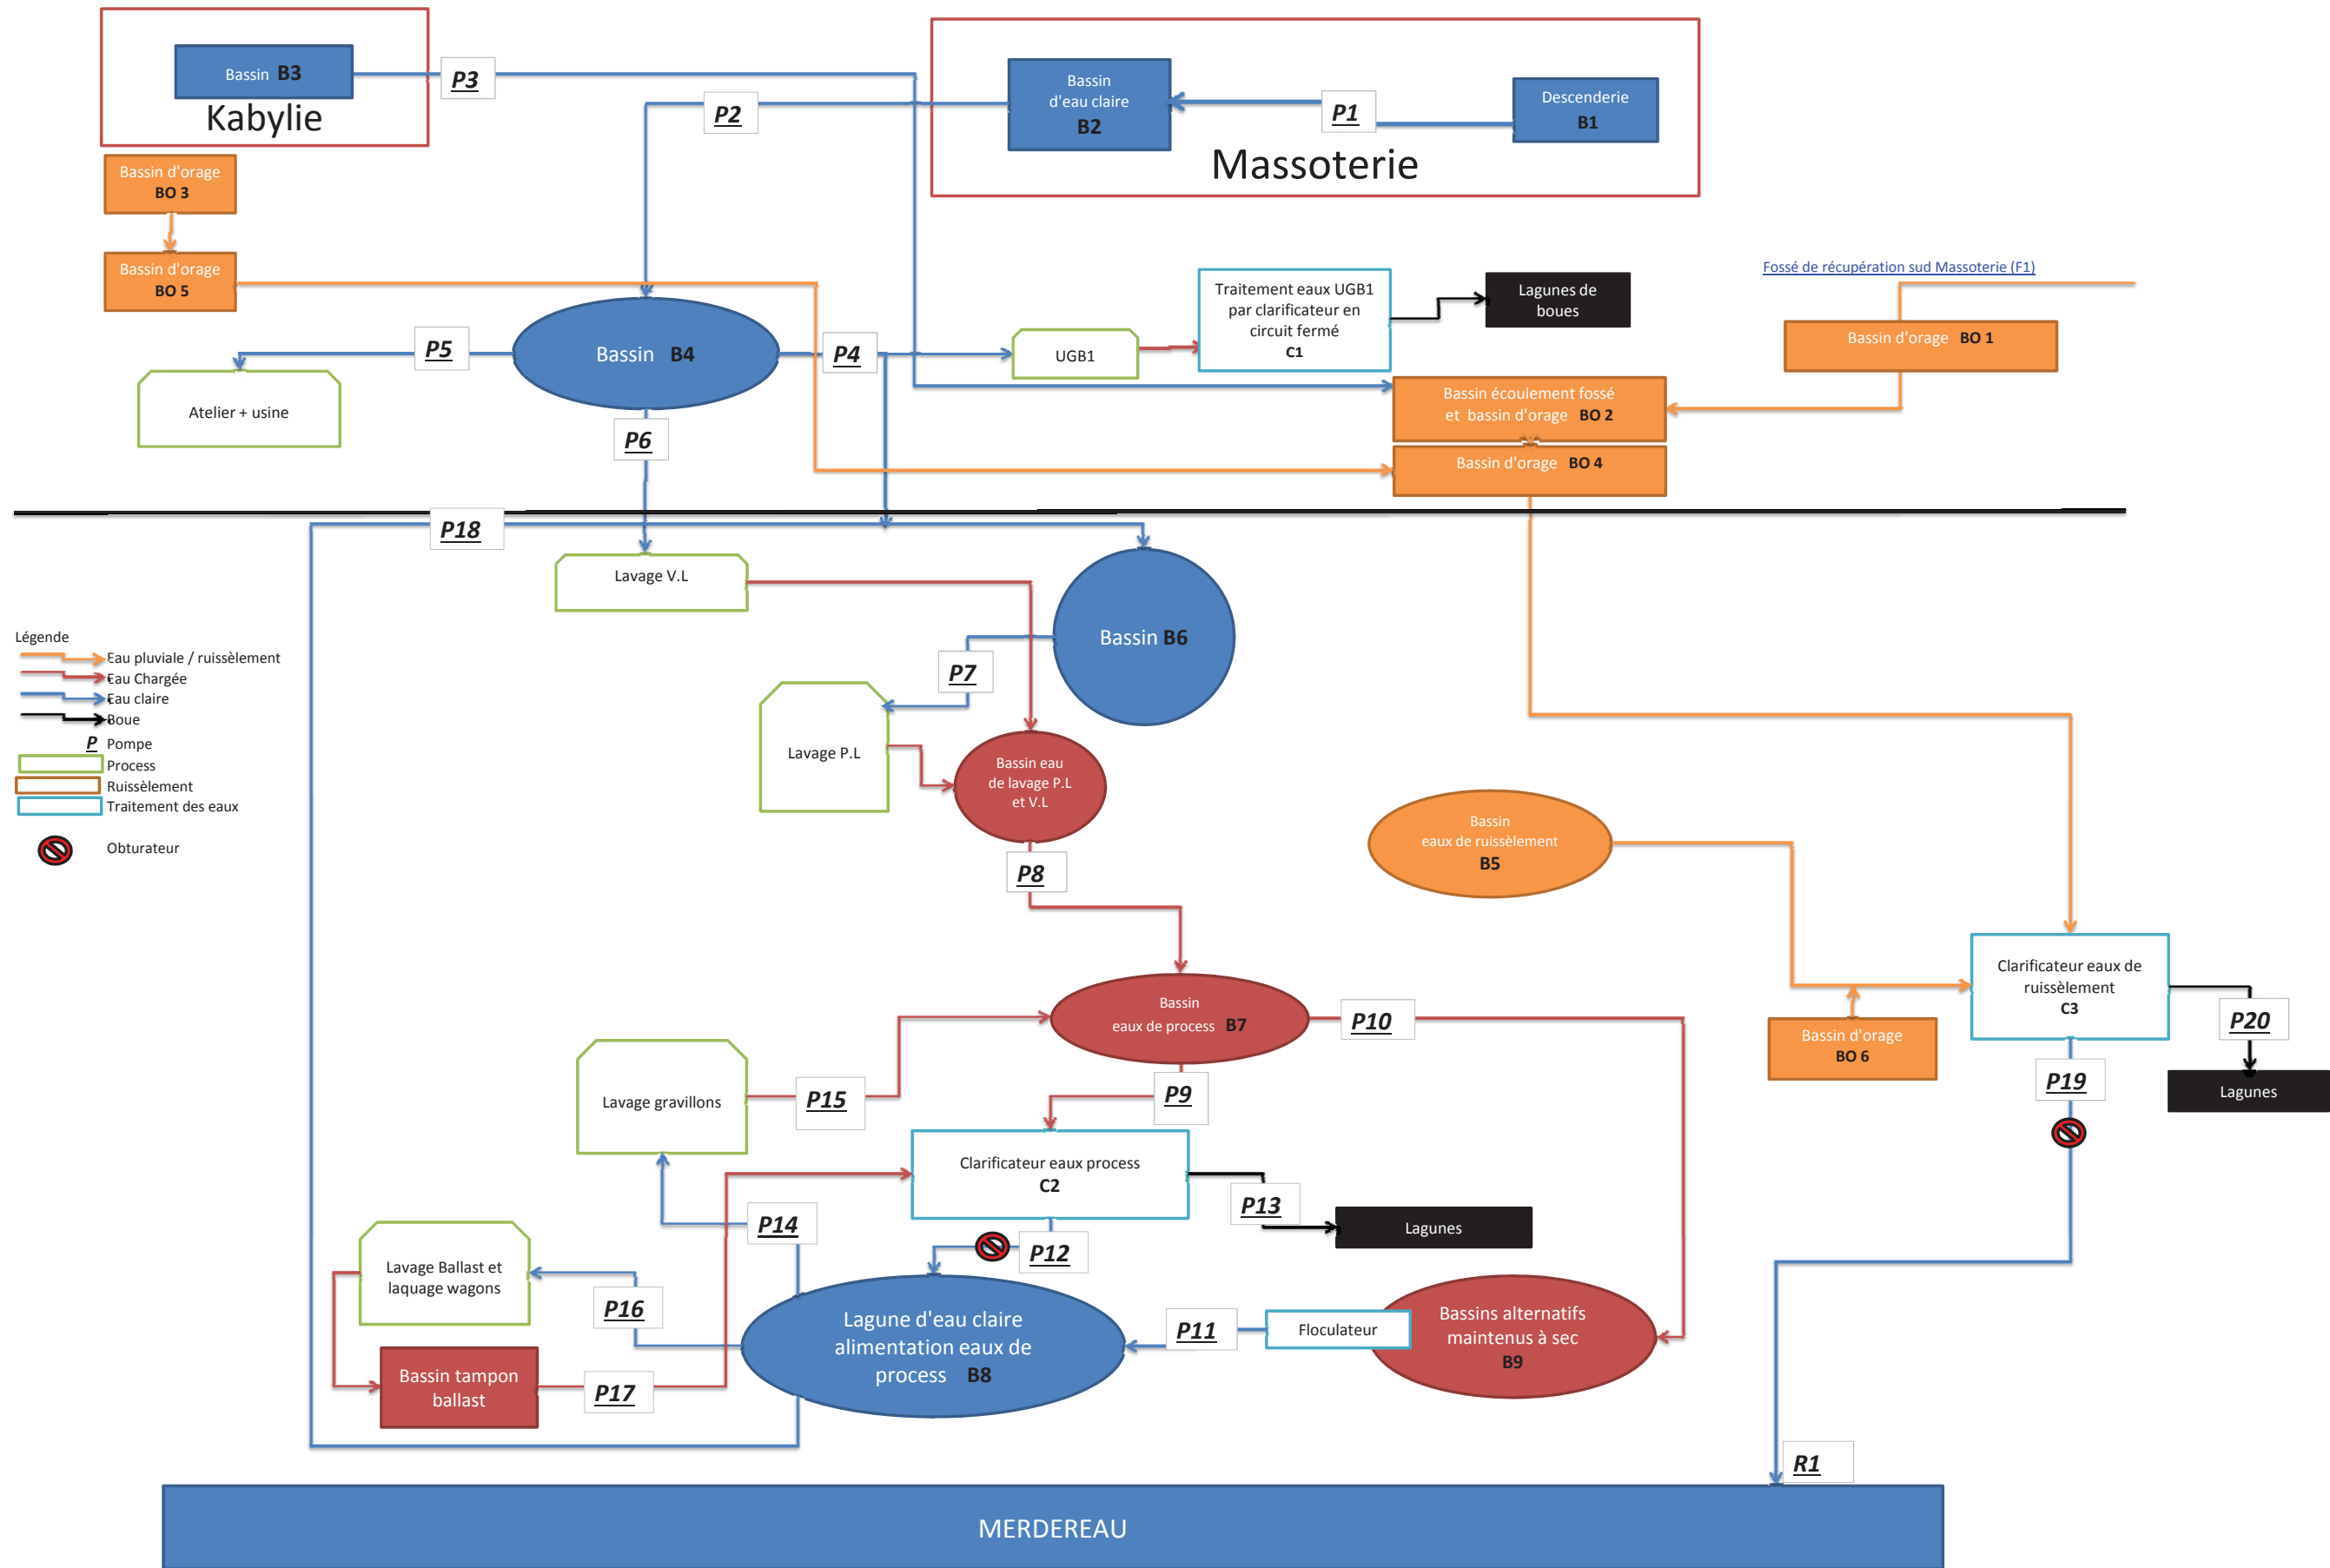 Bassin B3
Kabylie
P3
P2
Bassin
d'eau claire
B2
P1
Descenderie
B1
Massoterie
Bassin d'orage
BO 3
Bassin d'orage
BO 5
Fossé de récupération sud Massoterie (F1)
Traitement eaux UGB1
par clarificateur en
circuit fermé
C1
Lagunes de
boues
Bassin d'orage BO 1
P5
Bassin B4
P4
UGB1
Atelier + usine
Bassin écoulement fossé
et bassin d'orage BO 2
P6
Bassin d'orage BO 4
P18
Lavage V.L
Bassin B6
P7
Légende
Eau pluviale / ruissèlement
Eau Chargée
Eau claire
Boue
P Pompe
Process
Ruissèlement
Traitement des eaux
Obturateur
Lavage P.L
Bassin eau
de lavage P.L
et V.L
P8
Bassin
eaux de ruissèlement
B5
Clarificateur eaux de
ruissèlement
C3
Bassin
eaux de process B7
P10
P20
Bassin d'orage
BO 6
Lavage gravillons
P15
P9
P19
Lagunes
Clarificateur eaux process
C2
P13
P14
Lagunes
P12
Lavage Ballast et
laquage wagons
P16
Lagune d'eau claire
alimentation eaux de
process B8
P11
Floculateur
Bassins alternatifs
maintenus à sec
B9
Bassin tampon
ballast
P17
R1
MERDEREAU